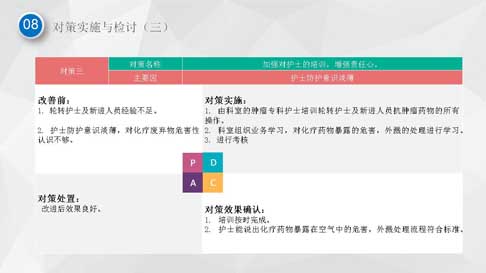 08 对策实施与检讨（三）
对策三
对策名称
加强对护士的培训，增强责任心。
主要因
护士防护意识淡薄
改善前：
1. 轮转护士及新进人员经验不足。
2. 护士防护意识淡薄，对化疗废弃物危害性
认识不够。
对策实施：
1. 由科室的肿瘤专科护士培训轮转护士及新进人员抗肿瘤药物的所有
操作。
2. 科室组织业务学习，对化疗药物暴露的危害，外溅的处理进行学习。
3. 进行考核
P D
A C
对策处置：
改进后效果良好。
对策效果确认：
1. 培训按时完成。
2. 护士能说出化疗药物暴露在空气中的危害，外溅处理流程符合标准。